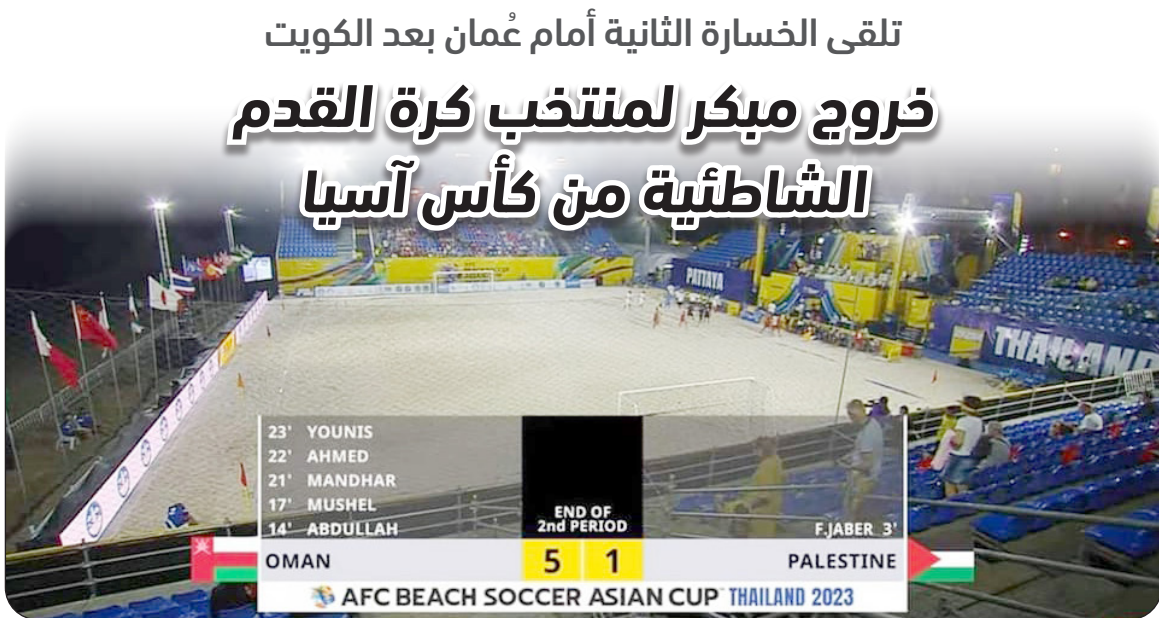 تلقى الخسارة الثانية أمام عُمان بعد الكويت
خروج مبكر لمنتخب كرة القدم
الشاطئية من كأس آسيا
PATTAYA
THAILAND
23' YOUNIS
22' AHMED
21' MANDHAR
17' MUSHEL
14' ABDULLAH
END OF
2nd PERIOD
F.JABER 3'
OMAN 5 1 PALESTINE
AFC BEACH SOCCER ASIAN CUP THAILAND 2023